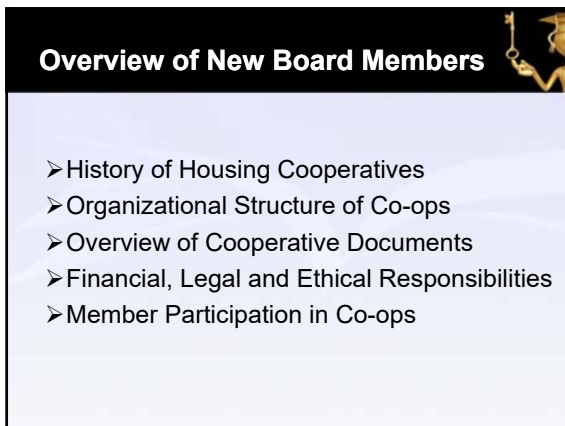 Overview of New Board Members
➢History of Housing Cooperatives
➢Organizational Structure of Co-ops
➢Overview of Cooperative Documents
➢Financial, Legal and Ethical Responsibilities
➢Member Participation in Co-ops